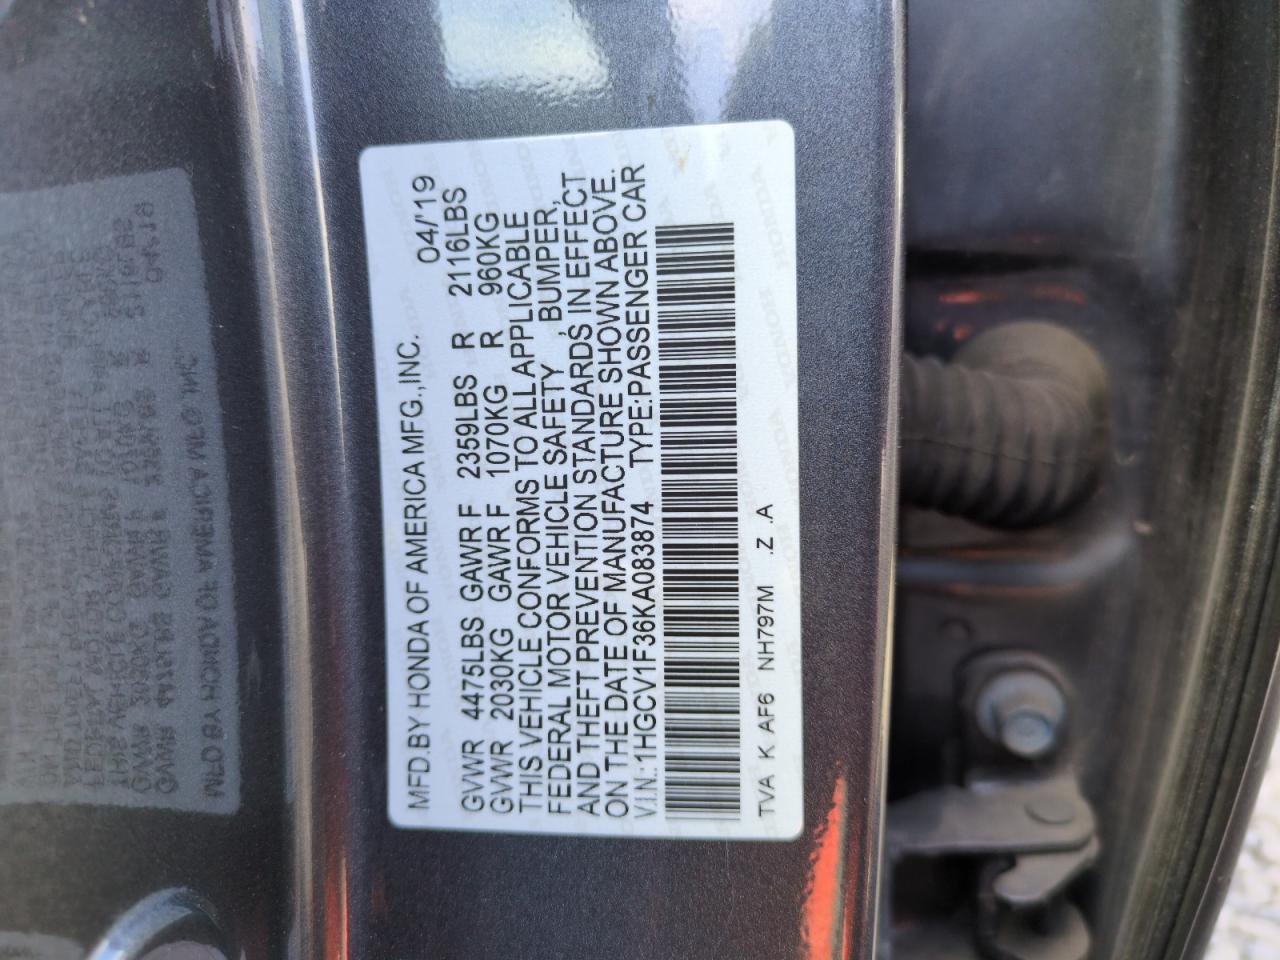 MFD.BY HONDA OF AMERICA MFG.,INC. 04/'19
GVWR 4475LBS GAWR F 2359LBS R 2116LBS
GVWR 2030KG GAWR F 1070KG R 960KG
THIS VEHICLE CONFORMS TO ALL APPLICABLE
FEDERAL MOTOR VEHICLE SAFETY , BUMPER,
AND THEFT PREVENTION STANDARDS IN EFFECT
ON THE DATE OF MANUFACTURE SHOWN ABOVE.
V.I.N.:1HGCV1F36KA083874 TYPE:PASSENGER CAR
TVA K AF6 NH797M .Z .A